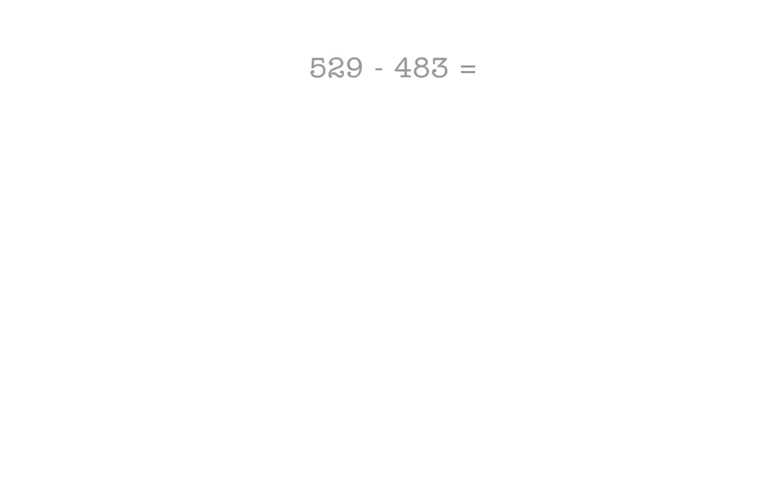 529 - 483 =